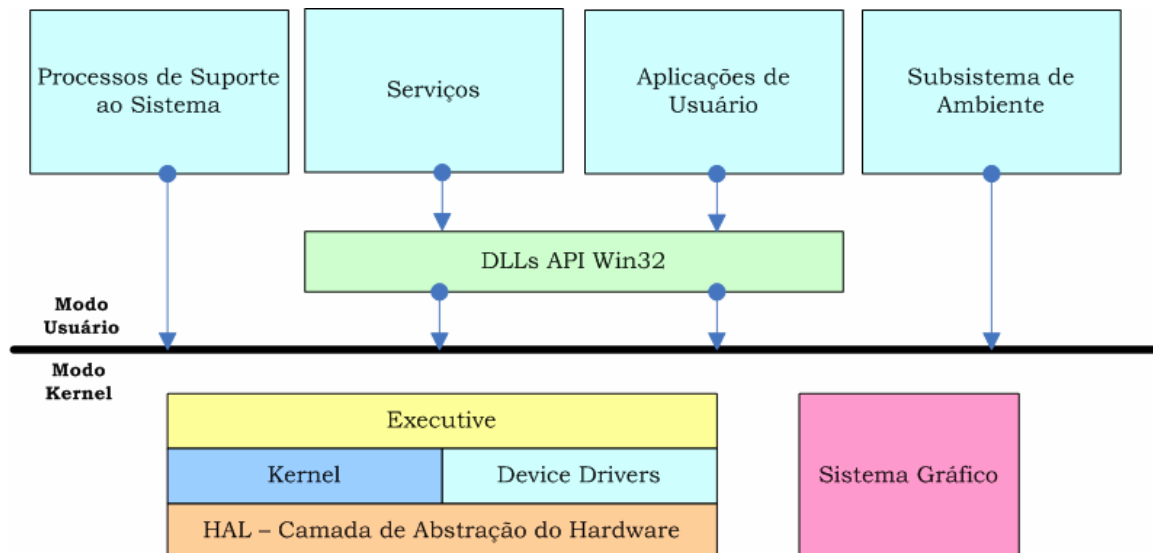 Processos de Suporte
ao Sistema
Serviços
Aplicações de
Usuário
Subsistema de
Ambiente
DLLs API Win32
Modo
Usuário
Modo
Kernel
Executive
Kernel
Device Drivers
HAL – Camada de Abstração do Hardware
Sistema Gráfico